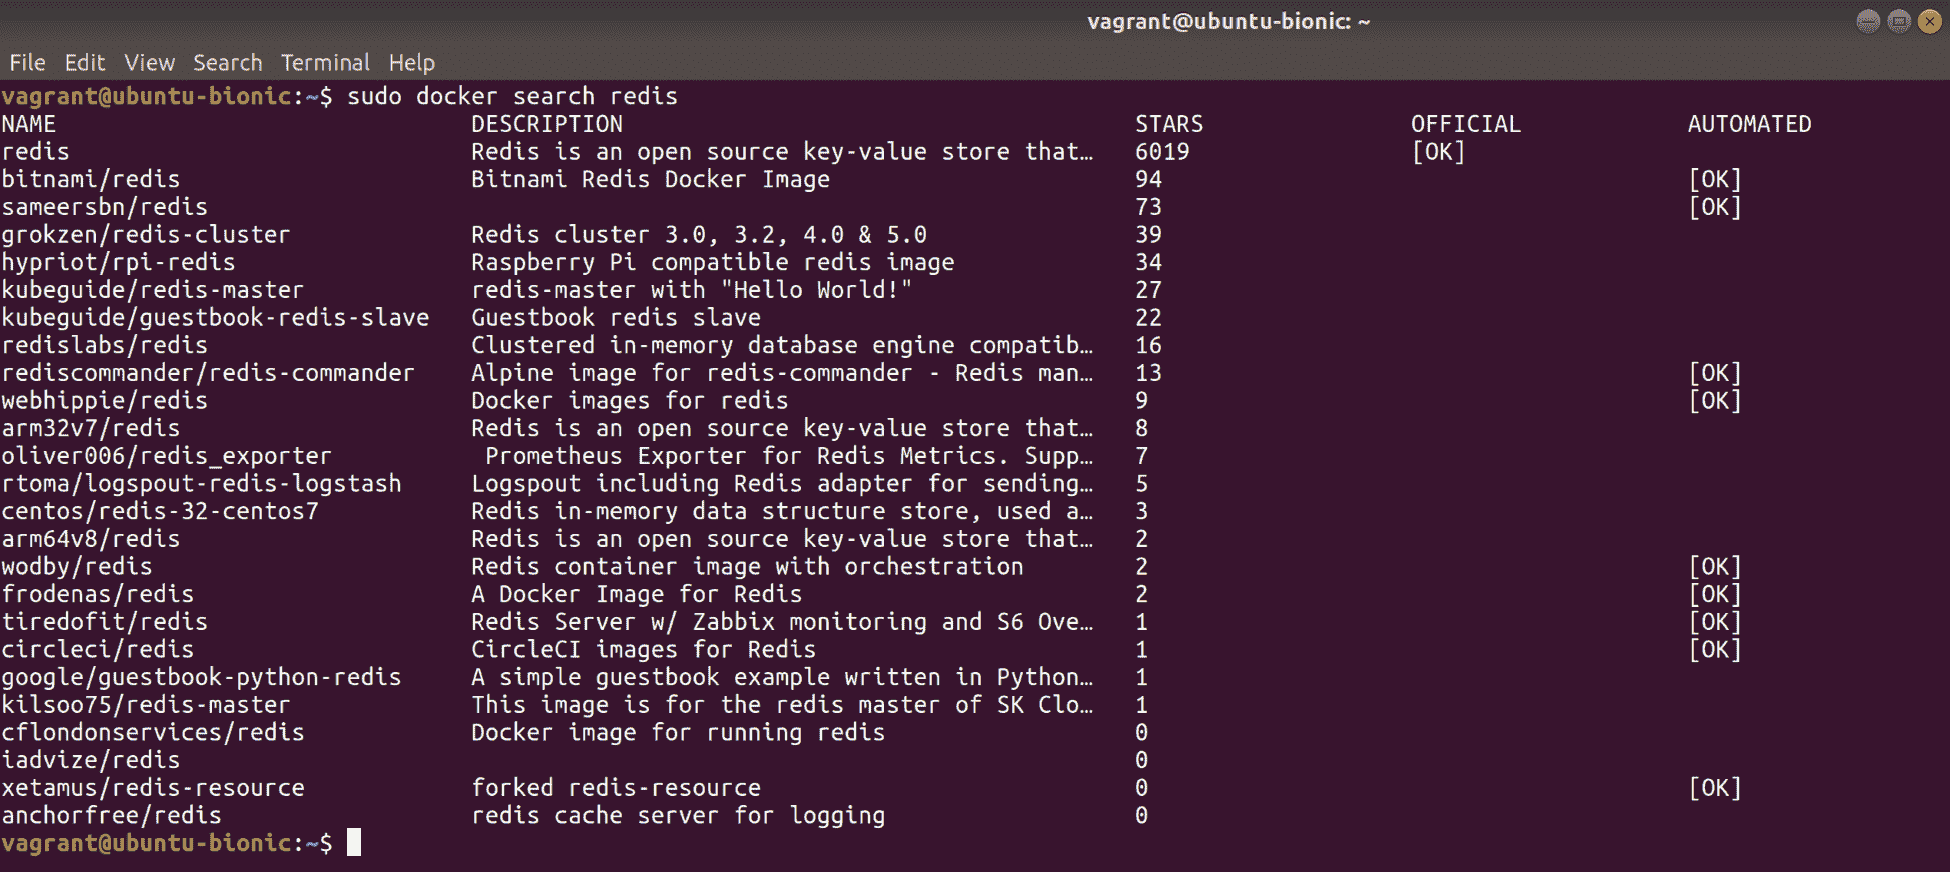 vagrant@ubuntu-bionic: ~
File Edit View Search Terminal Help
vagrant@ubuntu-bionic:~$ sudo docker search redis
NAME DESCRIPTION STARS OFFICIAL AUTOMATED
redis Redis is an open source key-value store that… 6019 [OK]
bitnami/redis Bitnami Redis Docker Image 94 [OK]
sameersbn/redis 73 [OK]
grokzen/redis-cluster Redis cluster 3.0, 3.2, 4.0 & 5.0 39
hypriot/rpi-redis Raspberry Pi compatible redis image 34
kubeguide/redis-master redis-master with "Hello World!" 27
kubeguide/guestbook-redis-slave Guestbook redis slave 22
redislabs/redis Clustered in-memory database engine compatib… 16
rediscommander/redis-commander Alpine image for redis-commander - Redis man… 13 [OK]
webhippie/redis Docker images for redis 9 [OK]
arm32v7/redis Redis is an open source key-value store that… 8
oliver006/redis_exporter Prometheus Exporter for Redis Metrics. Supp… 7
rtoma/logspout-redis-logstash Logspout including Redis adapter for sending… 5
centos/redis-32-centos7 Redis in-memory data structure store, used a… 3
arm64v8/redis Redis is an open source key-value store that… 2
wodby/redis Redis container image with orchestration 2 [OK]
frodenas/redis A Docker Image for Redis 2 [OK]
tiredofit/redis Redis Server w/ Zabbix monitoring and S6 Ove… 1 [OK]
circleci/redis CircleCI images for Redis 1 [OK]
google/guestbook-python-redis A simple guestbook example written in Python… 1
kilsoo75/redis-master This image is for the redis master of SK Clo… 1
cflondonservices/redis Docker image for running redis 0
iadvize/redis 0
xetamus/redis-resource forked redis-resource 0 [OK]
anchorfree/redis redis cache server for logging 0
vagrant@ubuntu-bionic:~$